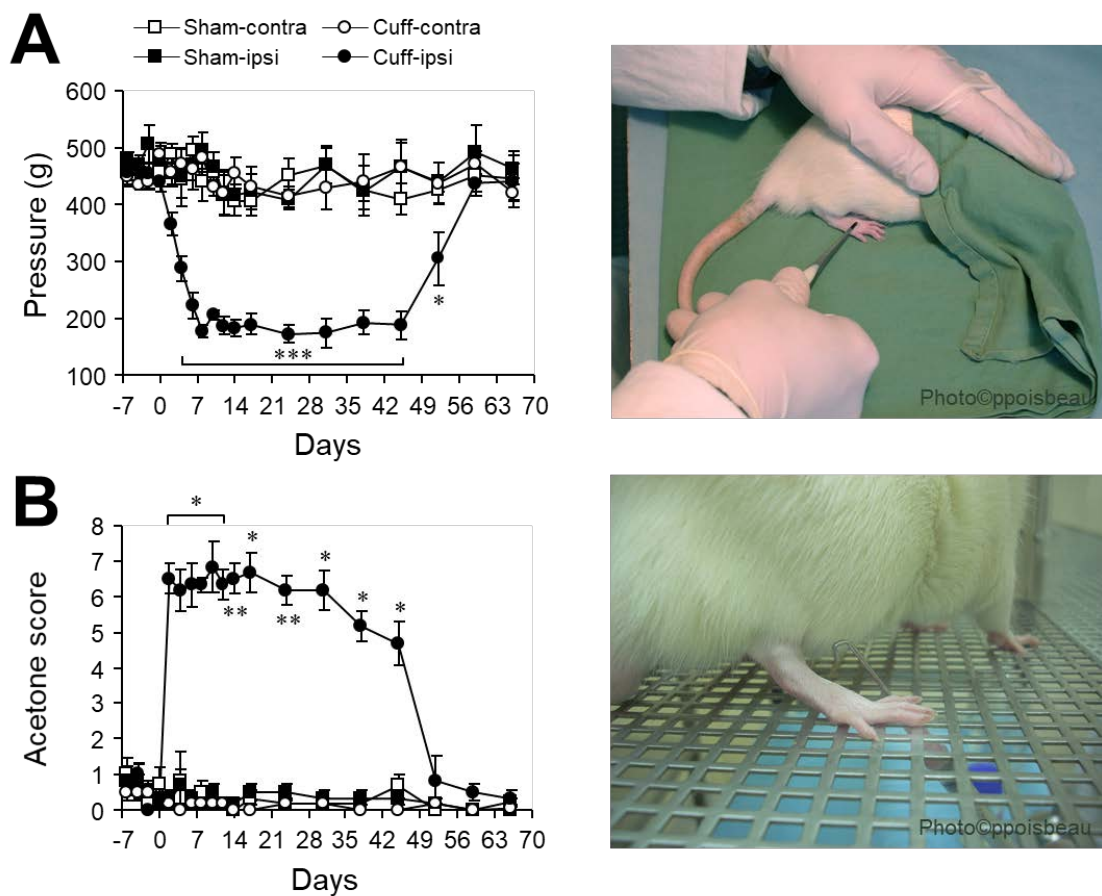 A
Sham-contra Cuff-contra
Sham-ipsi Cuff-ipsi
600
500
400
300
200
100
Pressure (g)
*
***
-7 0 7 14 21 28 35 42 49 56 63 70
Days
Photo©ppoisbeau
B
*
8
7
6
5
4
3
2
1
0
Acetone score
* * * *
** **
-7 0 7 14 21 28 35 42 49 56 63 70
Days
Photo©ppoisbeau